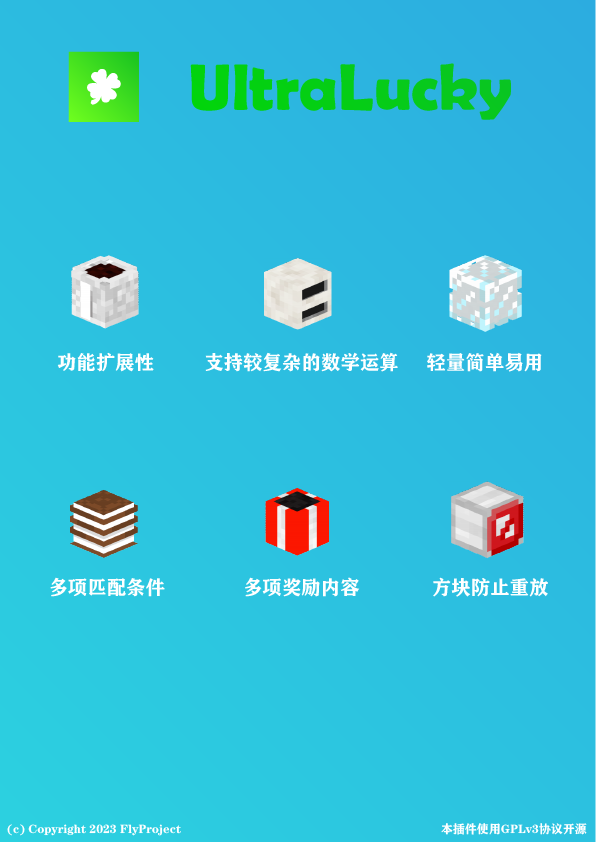 UltraLucky
功能扩展性
支持较复杂的数学运算
轻量简单易用
多项匹配条件
多项奖励内容
方块防止重放
(c) Copyright 2023 FlyProject
本插件使用GPLv3协议开源